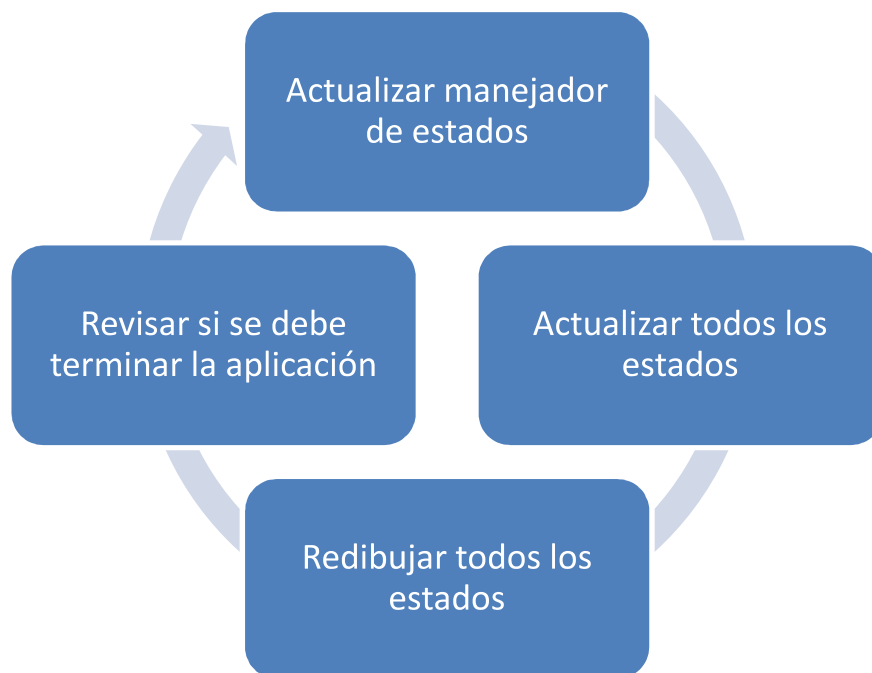 Actualizar manejador
de estados
Revisar si se debe
terminar la aplicación
Actualizar todos los
estados
Redibujar todos los
estados